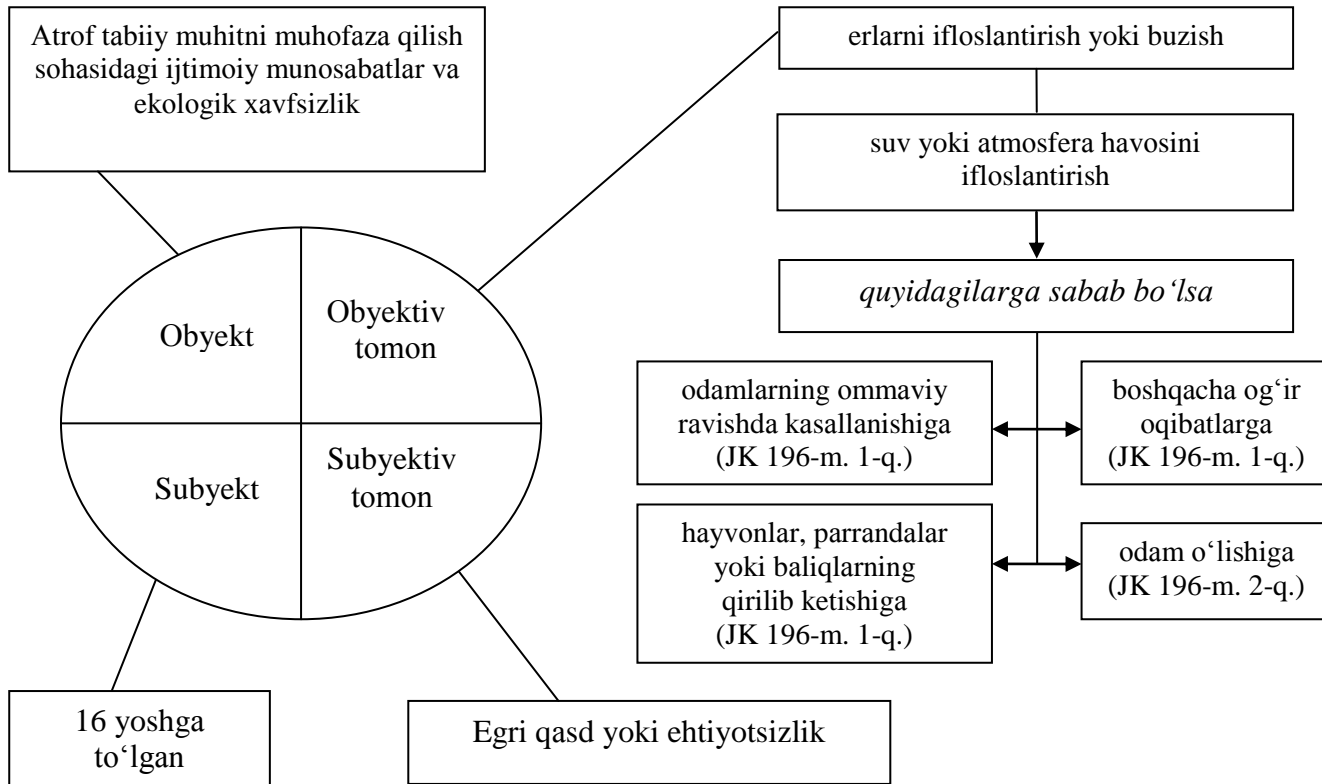 Atrof tabiiy muhitni muhofaza qilish
sohasidagi ijtimoiy munosabatlar va
ekologik xavfsizlik
erlarni ifloslantirish yoki buzish
suv yoki atmosfera havosini
ifloslantirish
quyidagilarga sabab bo‘lsa
Obyekt
Obyektiv
tomon
odamlarning ommaviy
ravishda kasallanishiga
(JK 196-m. 1-q.)
boshqacha og‘ir
oqibatlarga
(JK 196-m. 1-q.)
Subyekt
Subyektiv
tomon
hayvonlar, parrandalar
yoki baliqlarning
qirilib ketishiga
(JK 196-m. 1-q.)
odam o‘lishiga
(JK 196-m. 2-q.)
16 yoshga
to‘lgan
Egri qasd yoki ehtiyotsizlik